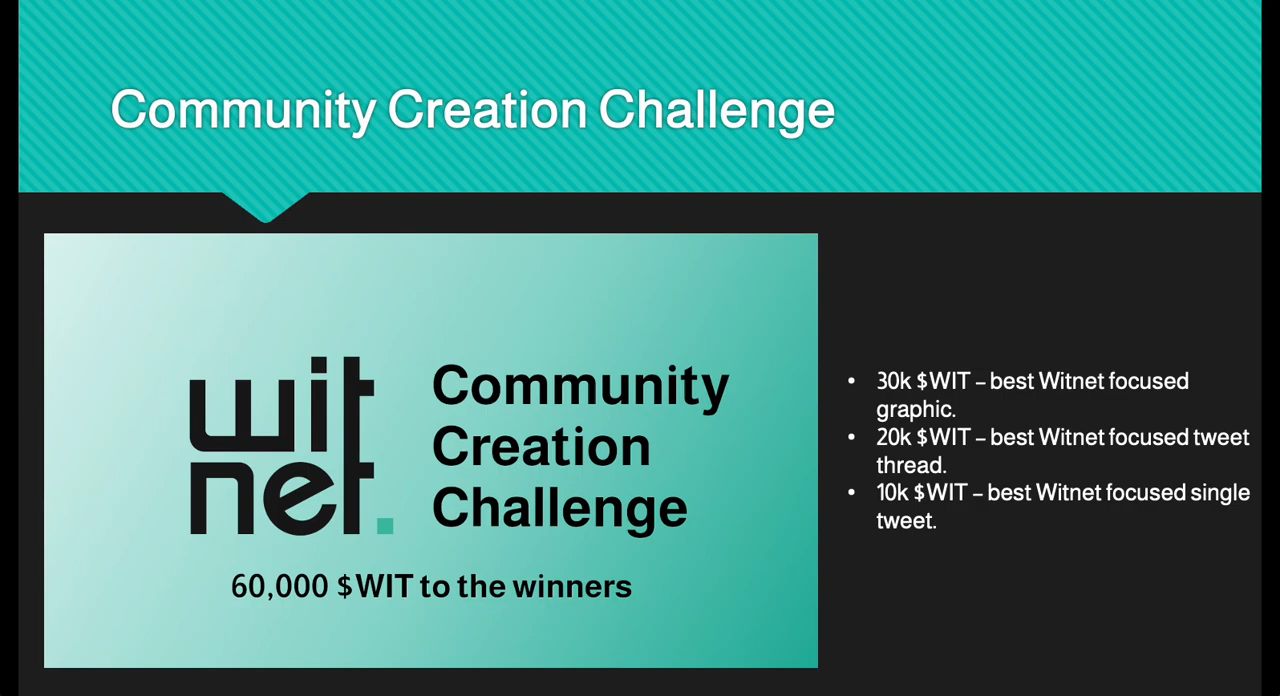 Community Creation Challenge
wit
net.
Community
Creation
Challenge
60,000 $WIT to the winners
• 30k $WIT – best Witnet focused
graphic.
• 20k $WIT – best Witnet focused tweet
thread.
• 10k $WIT – best Witnet focused single
tweet.